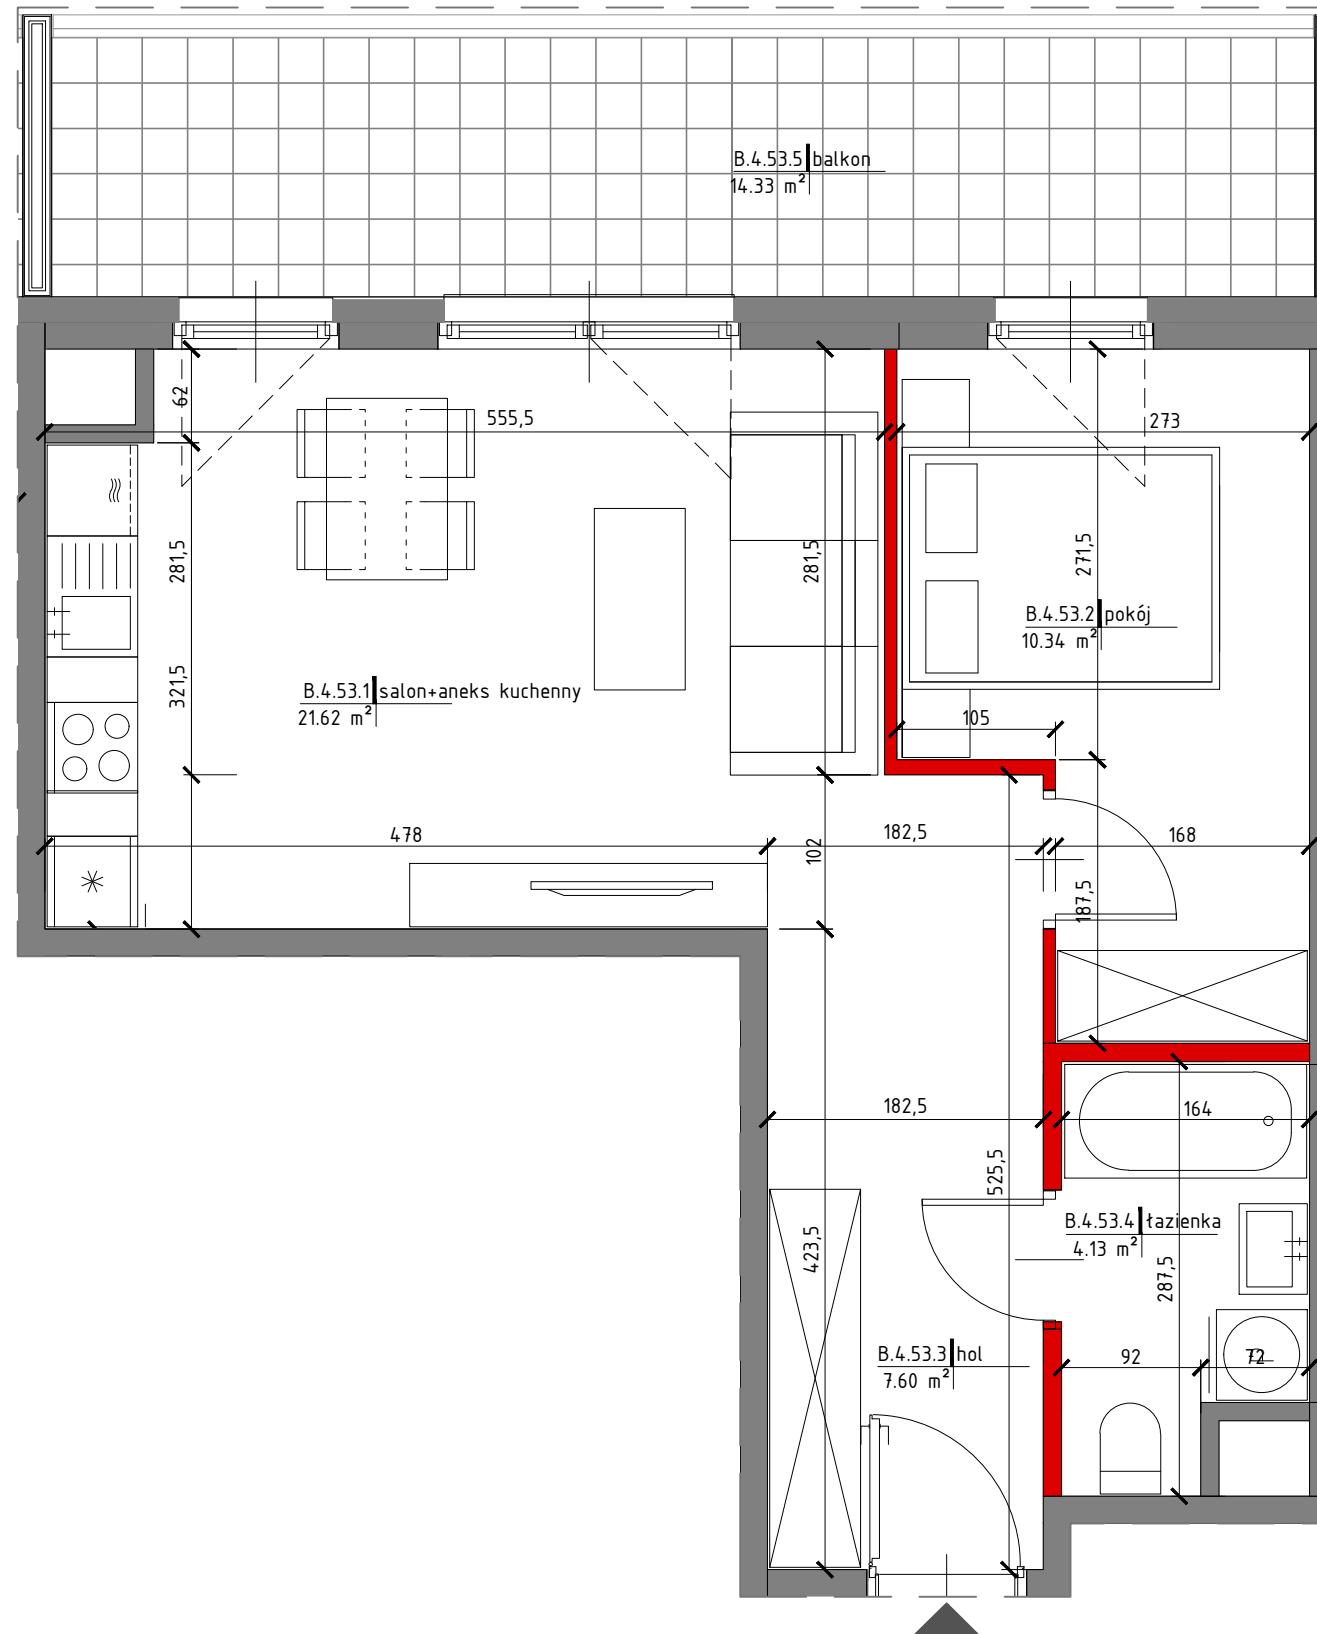 B.4.53.5 balkon
14.33 m²
62
555,5
273
281,5
281,5
271,5
B.4.53.2 pokój
10.34 m²
321,5
B.4.53.1 salon+aneks kuchenny
21.62 m²
105
478
182,5
168
102
187,5
182,5
164
525,5
423,5
B.4.53.4 łazienka
4.13 m²
287,5
B.4.53.3 hol
7.60 m²
92
72